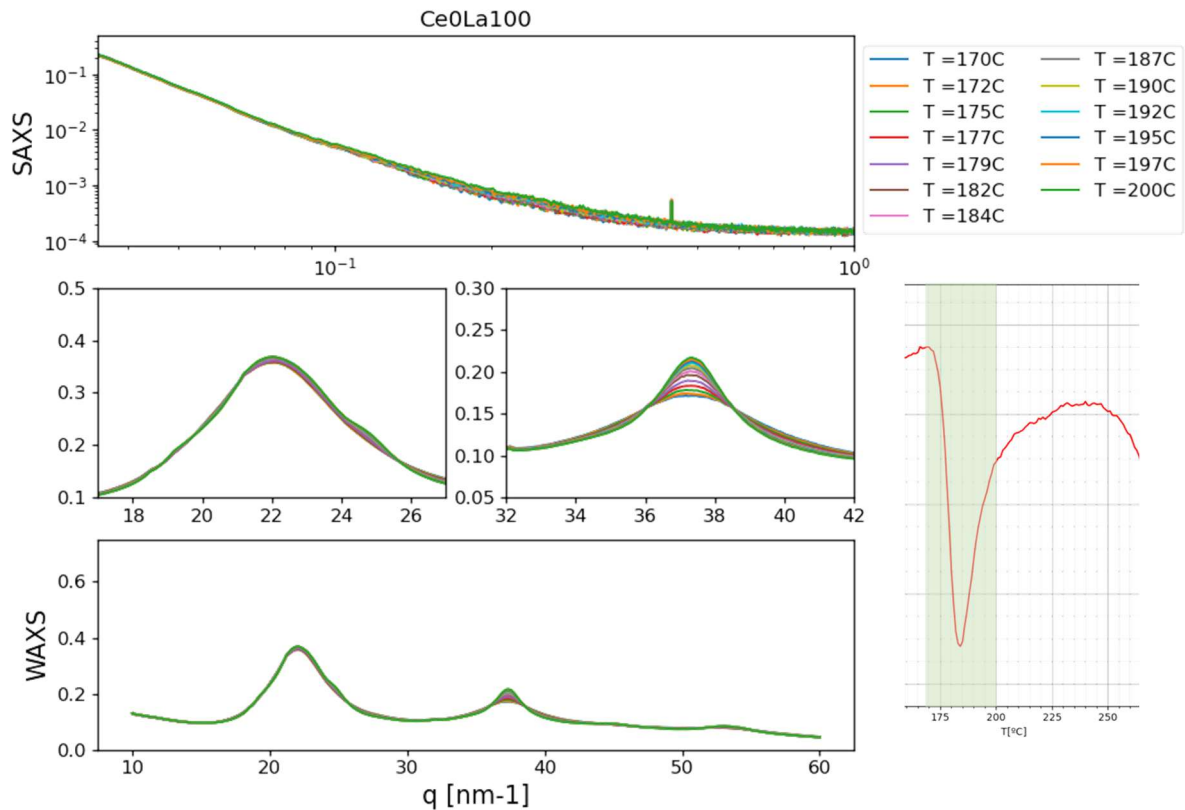 Ce0La100
SAXS
10⁻¹
10⁻²
10⁻³
10⁻⁴
10⁻¹
10⁰
T =170C
T =172C
T =175C
T =177C
T =179C
T =182C
T =184C
T =187C
T =190C
T =192C
T =195C
T =197C
T =200C
0.5
0.4
0.3
0.2
0.1
18
20
22
24
26
0.30
0.25
0.20
0.15
0.10
0.05
32
34
36
38
40
42
175
200
225
250
T[ºC]
WAXS
0.6
0.4
0.2
0.0
10
20
30
40
50
60
q [nm-1]